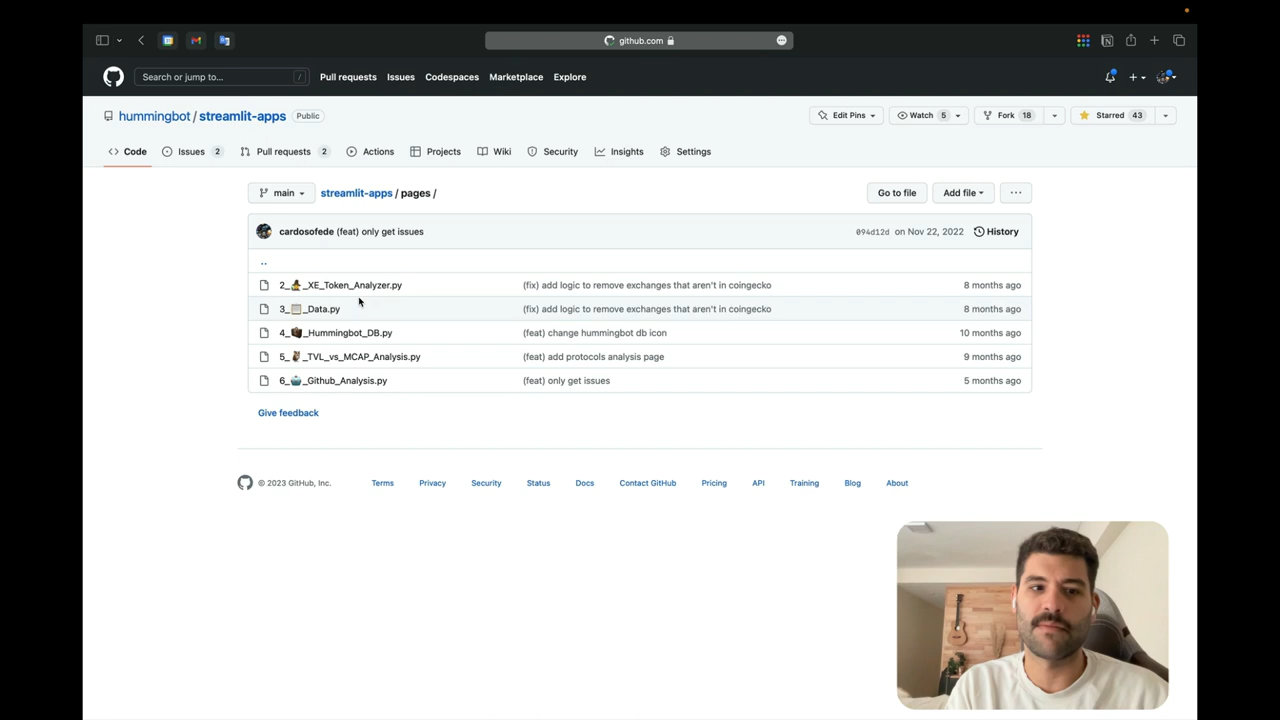 github.com
Search or jump to... /
Pull requests Issues Codespaces Marketplace Explore
hummingbot / streamlit-apps Public
Edit Pins Watch 5 Fork 18 Starred 43
Code Issues 2 Pull requests 2 Actions Projects Wiki Security Insights Settings
main streamlit-apps / pages / Go to file Add file ...
cardosofede (feat) only get issues 094d12d on Nov 22, 2022 History
..
2_🕵️‍♀️_XE_Token_Analyzer.py (fix) add logic to remove exchanges that aren't in coingecko 8 months ago
3_🗒_Data.py (fix) add logic to remove exchanges that aren't in coingecko 8 months ago
4_💼_Hummingbot_DB.py (feat) change hummingbot db icon 10 months ago
5_🦉_TVL_vs_MCAP_Analysis.py (feat) add protocols analysis page 9 months ago
6_🤖_Github_Analysis.py (feat) only get issues 5 months ago
Give feedback
© 2023 GitHub, Inc. Terms Privacy Security Status Docs Contact GitHub Pricing API Training Blog About